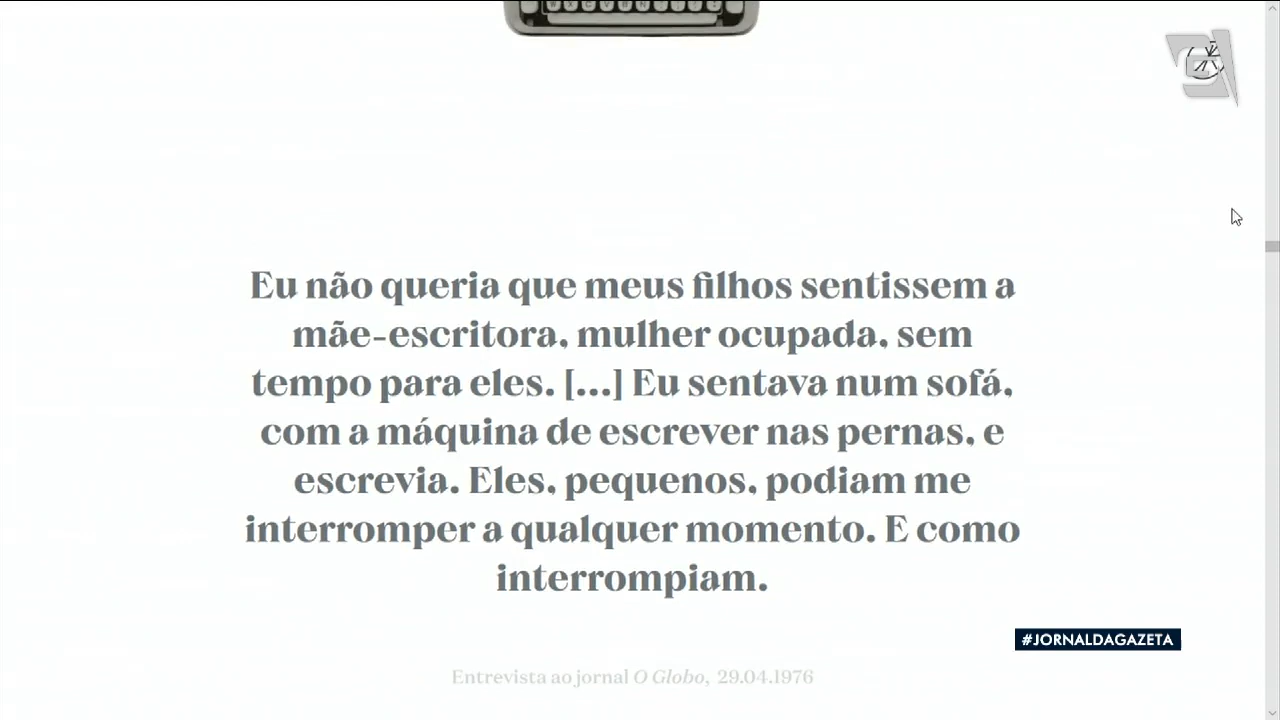 Eu não queria que meus filhos sentissem a
mãe-escritora, mulher ocupada, sem
tempo para eles. [...] Eu sentava num sofá,
com a máquina de escrever nas pernas, e
escrevia. Eles, pequenos, podiam me
interromper a qualquer momento. E como
interrompiam.
#JORNALDAGAZETA
Entrevista ao jornal O Globo, 29.04.1976